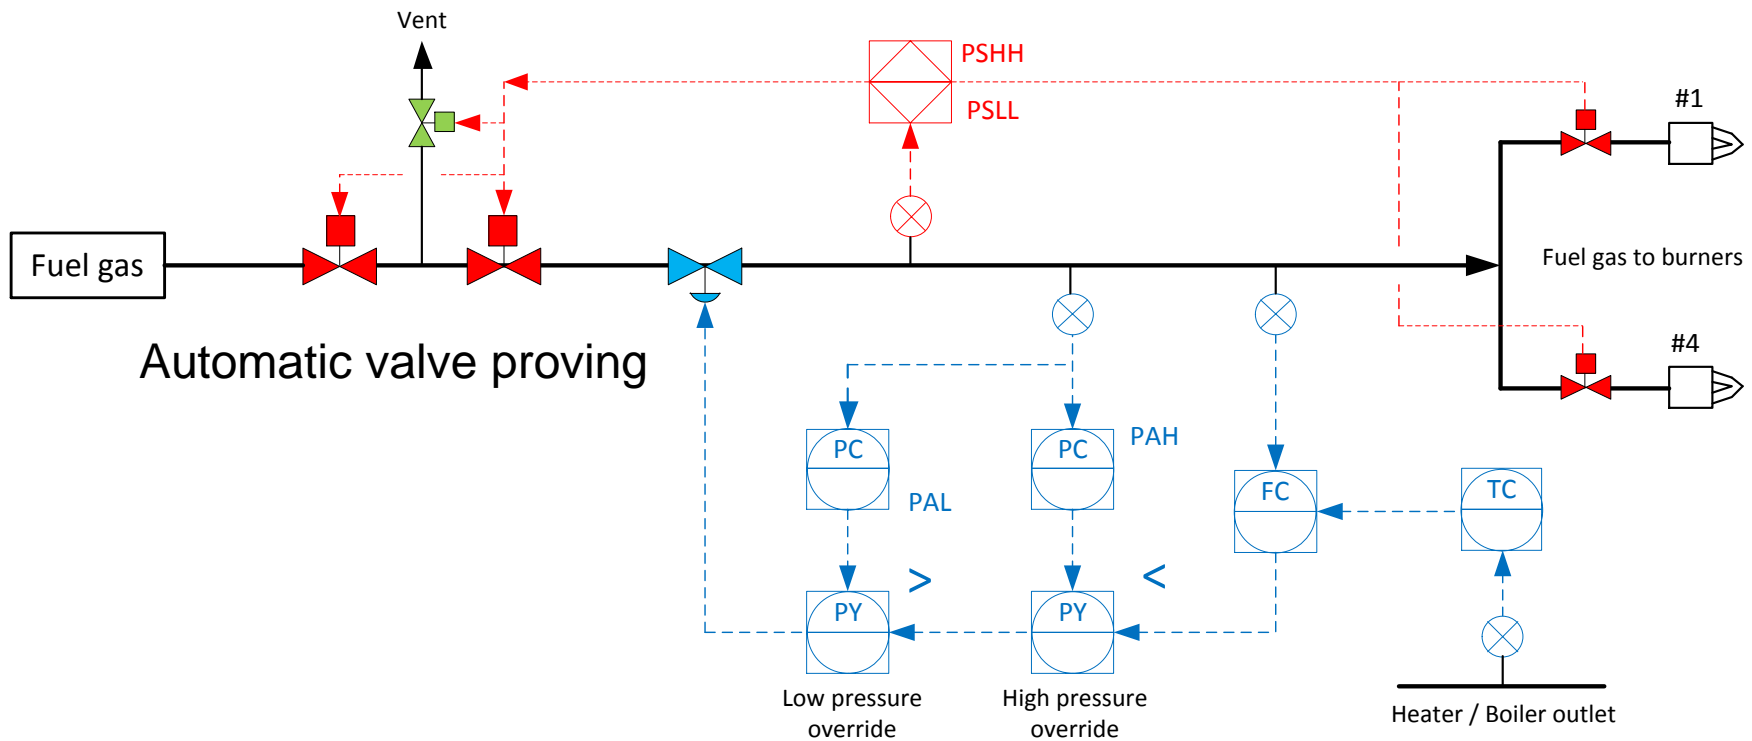 Vent
PSHH
PSLL
#1
Fuel gas
Fuel gas to burners
Automatic valve proving
#4
PC
PC
PAH
PAL
FC
TC
>
<
PY
PY
Low pressure
override
High pressure
override
Heater / Boiler outlet